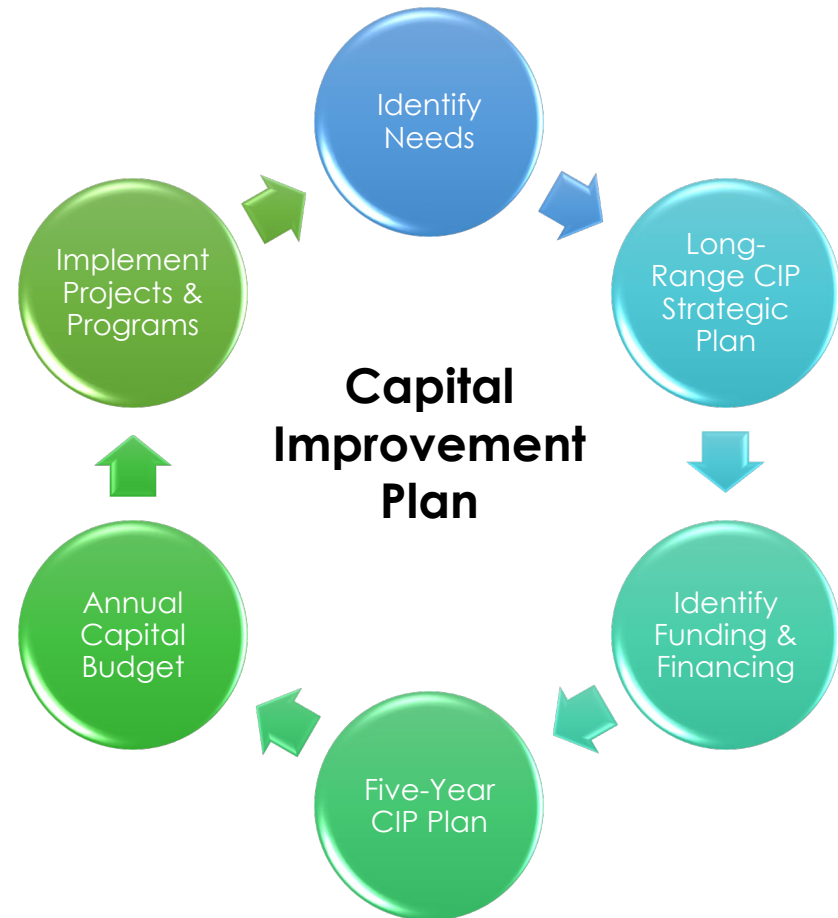 Identify
Needs
Long-
Range CIP
Strategic
Plan
Identify
Funding &
Financing
Five-Year
CIP Plan
Annual
Capital
Budget
Implement
Projects &
Programs
Capital
Improvement
Plan